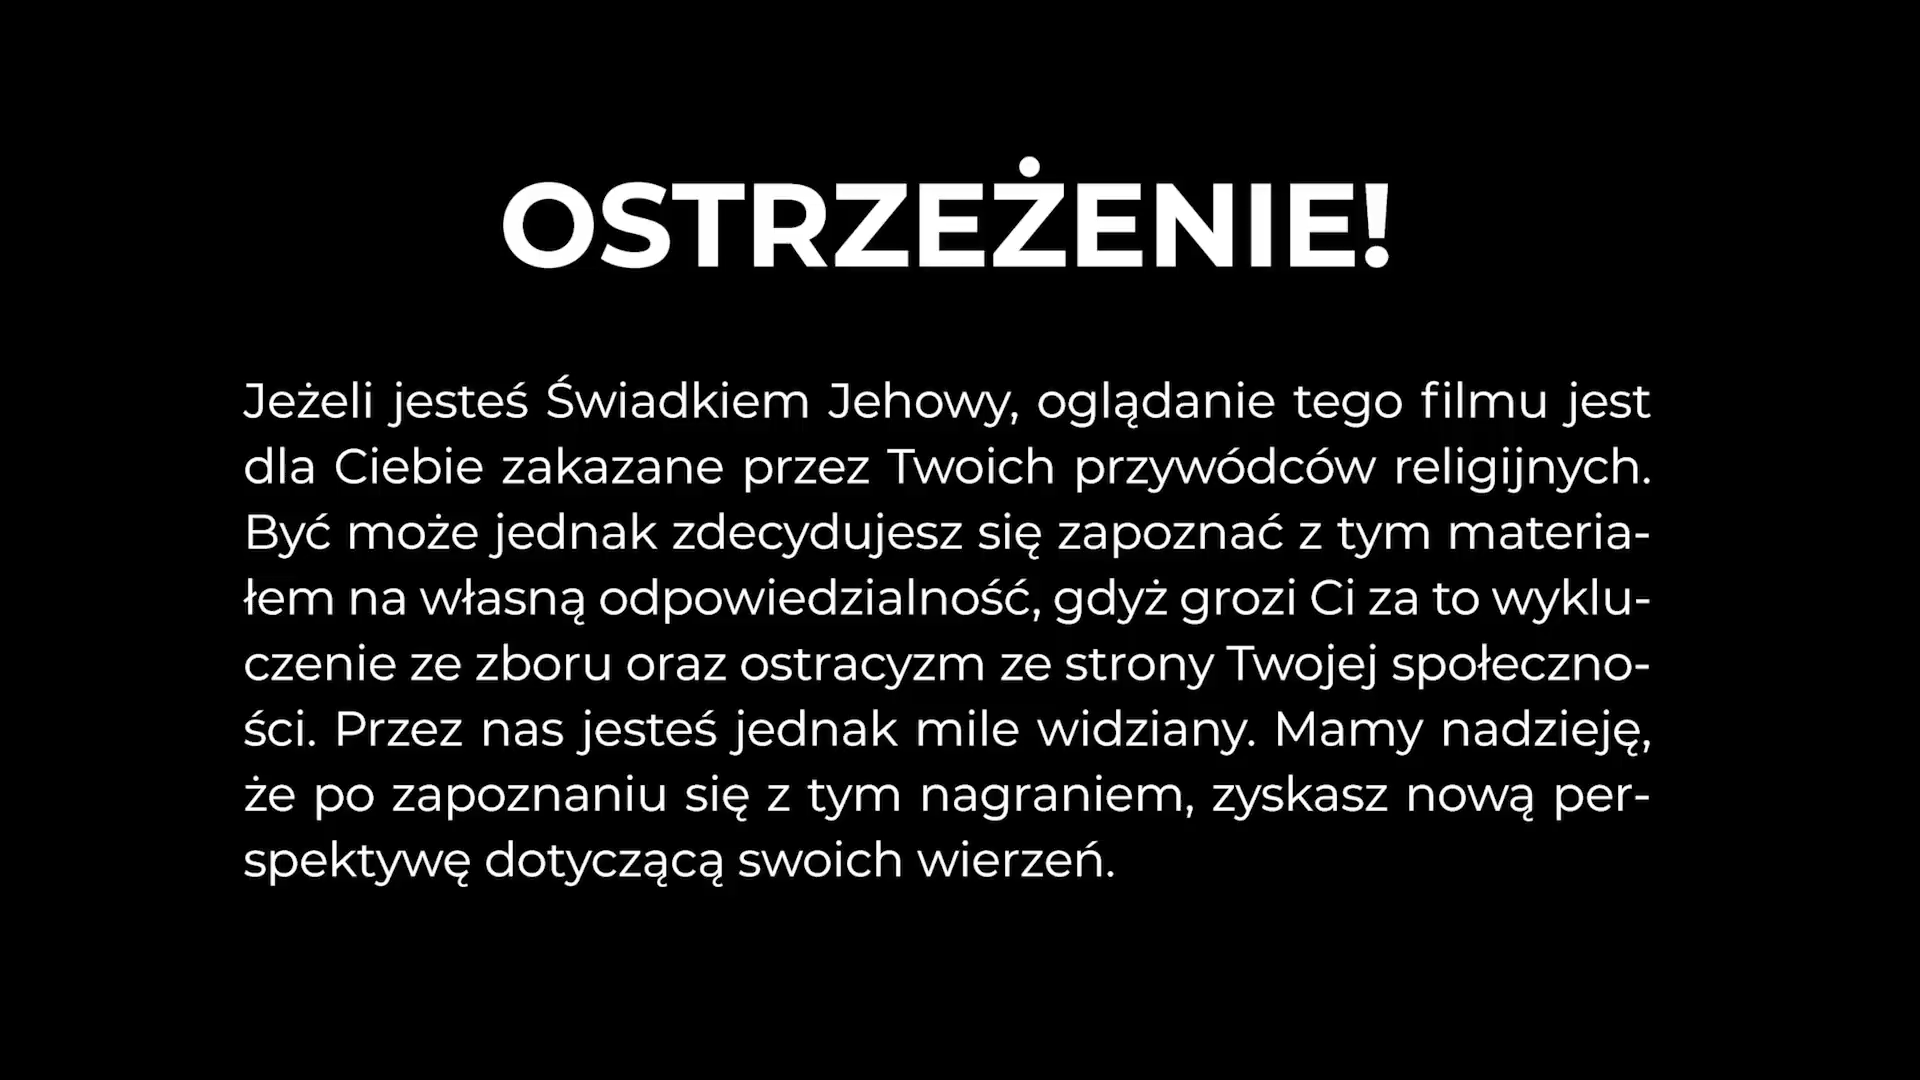 OSTRZEŻENIE!
Jeżeli jesteś Świadkiem Jehowy, oglądanie tego filmu jest
dla Ciebie zakazane przez Twoich przywódców religijnych.
Być może jednak zdecydujesz się zapoznać z tym materia-
łem na własną odpowiedzialność, gdyż grozi Ci za to wyklu-
czenie ze zboru oraz ostracyzm ze strony Twojej społeczno-
ści. Przez nas jesteś jednak mile widziany. Mamy nadzieję,
że po zapoznaniu się z tym nagraniem, zyskasz nową per-
spektywę dotyczącą swoich wierzeń.